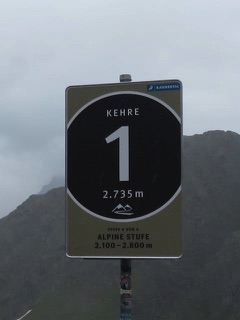 KEHRE
1
2.735 m
ALPINE STUFE
2.100 - 2.800 m